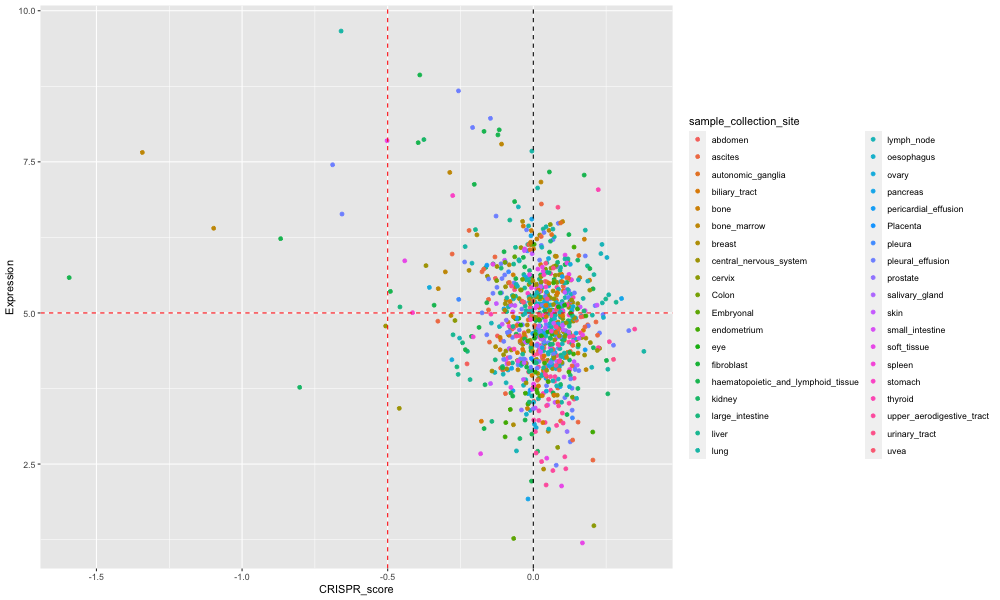 10.0
7.5
5.0
2.5
Expression
-1.5
-1.0
-0.5
0.0
CRISPR_score
sample_collection_site
abdomen
ascites
autonomic_ganglia
biliary_tract
bone
bone_marrow
breast
central_nervous_system
cervix
Colon
Embryonal
endometrium
eye
fibroblast
haematopoietic_and_lymphoid_tissue
kidney
large_intestine
liver
lung
lymph_node
oesophagus
ovary
pancreas
pericardial_effusion
Placenta
pleura
pleural_effusion
prostate
salivary_gland
skin
small_intestine
soft_tissue
spleen
stomach
thyroid
upper_aerodigestive_tract
urinary_tract
uvea